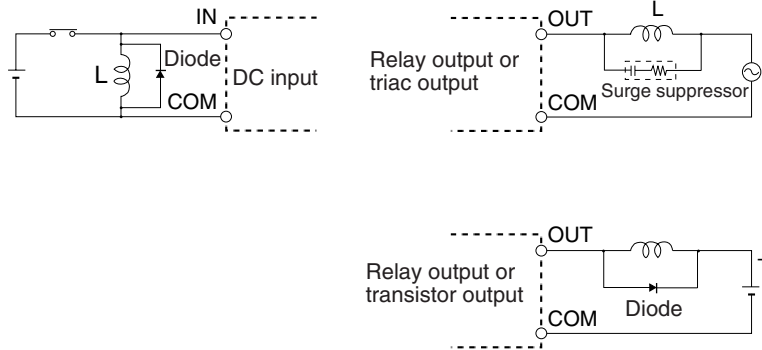 IN
L
Diode
DC input
COM
OUT
L
Relay output or
triac output
Surge suppressor
COM
OUT
Relay output or
transistor output
Diode
COM